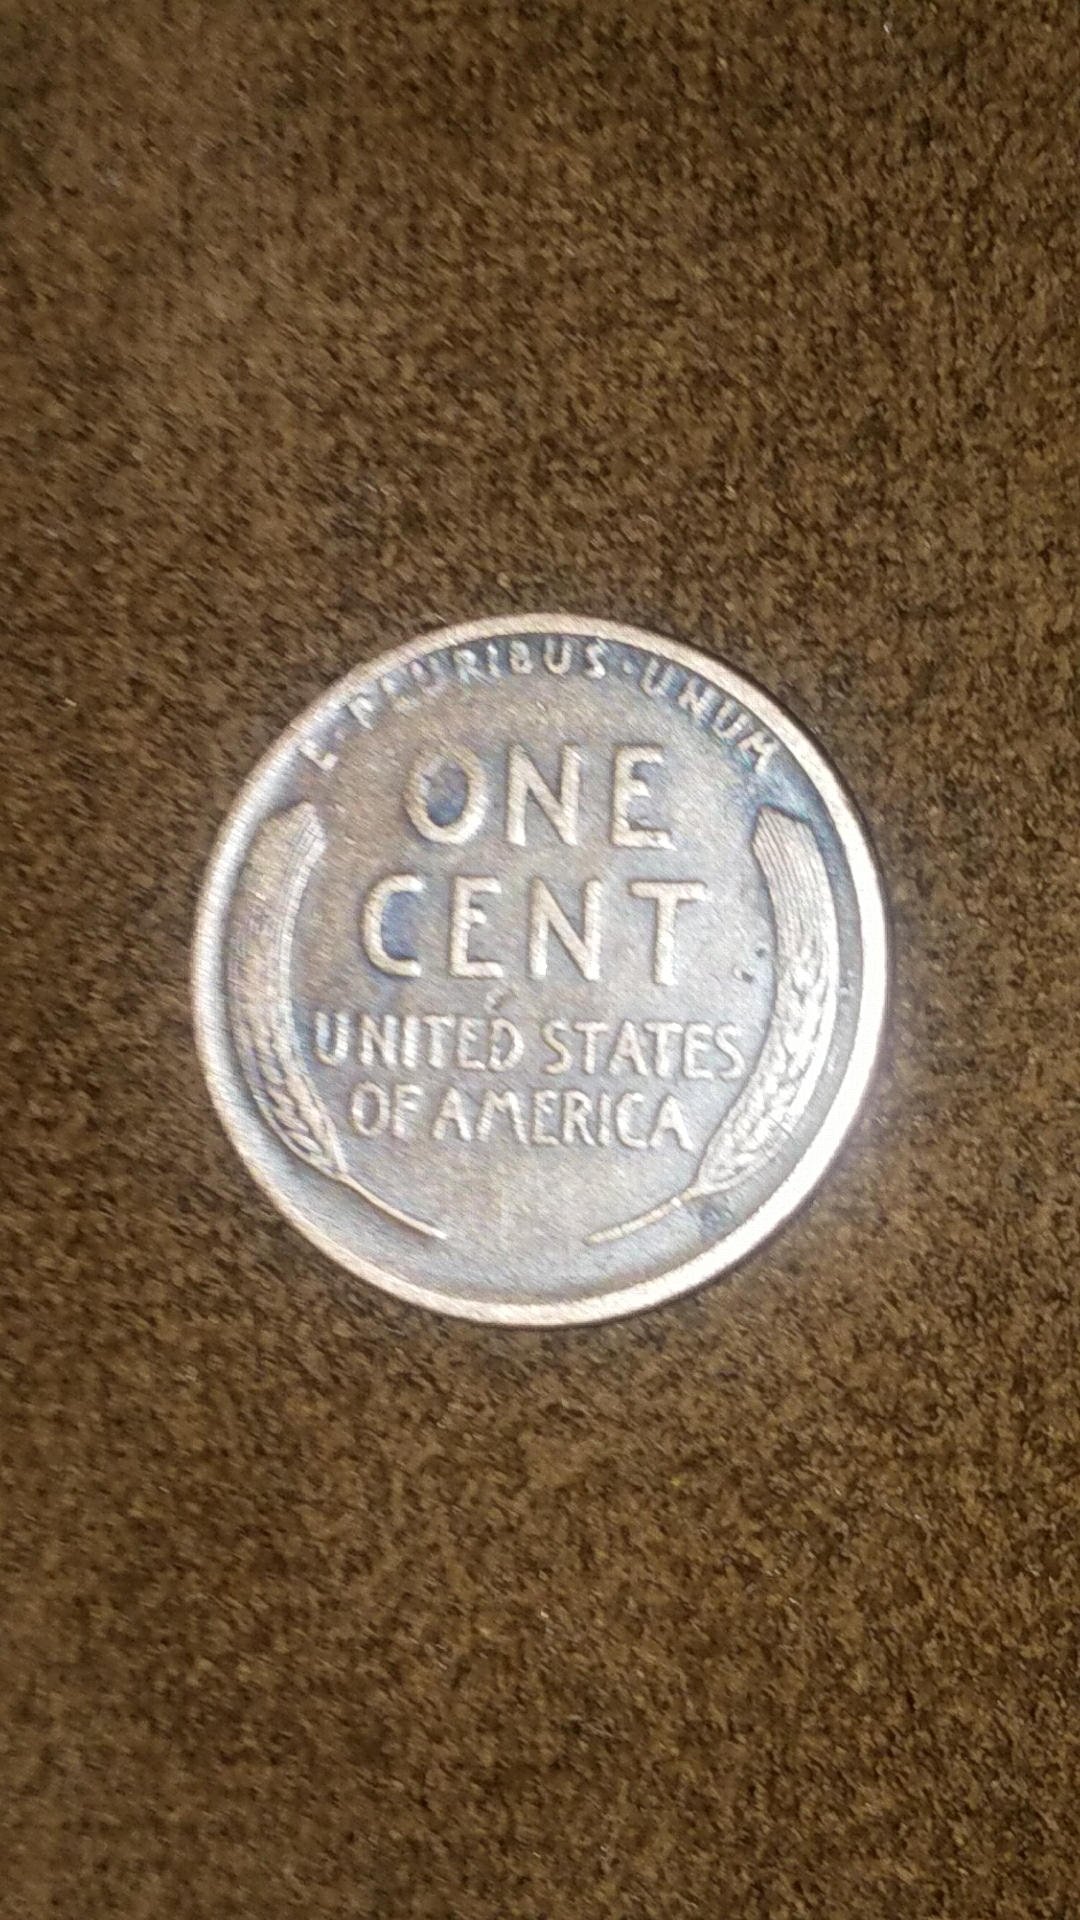 E·PLURIBUS·UNUM
ONE
CENT
UNITED STATES
OF AMERICA